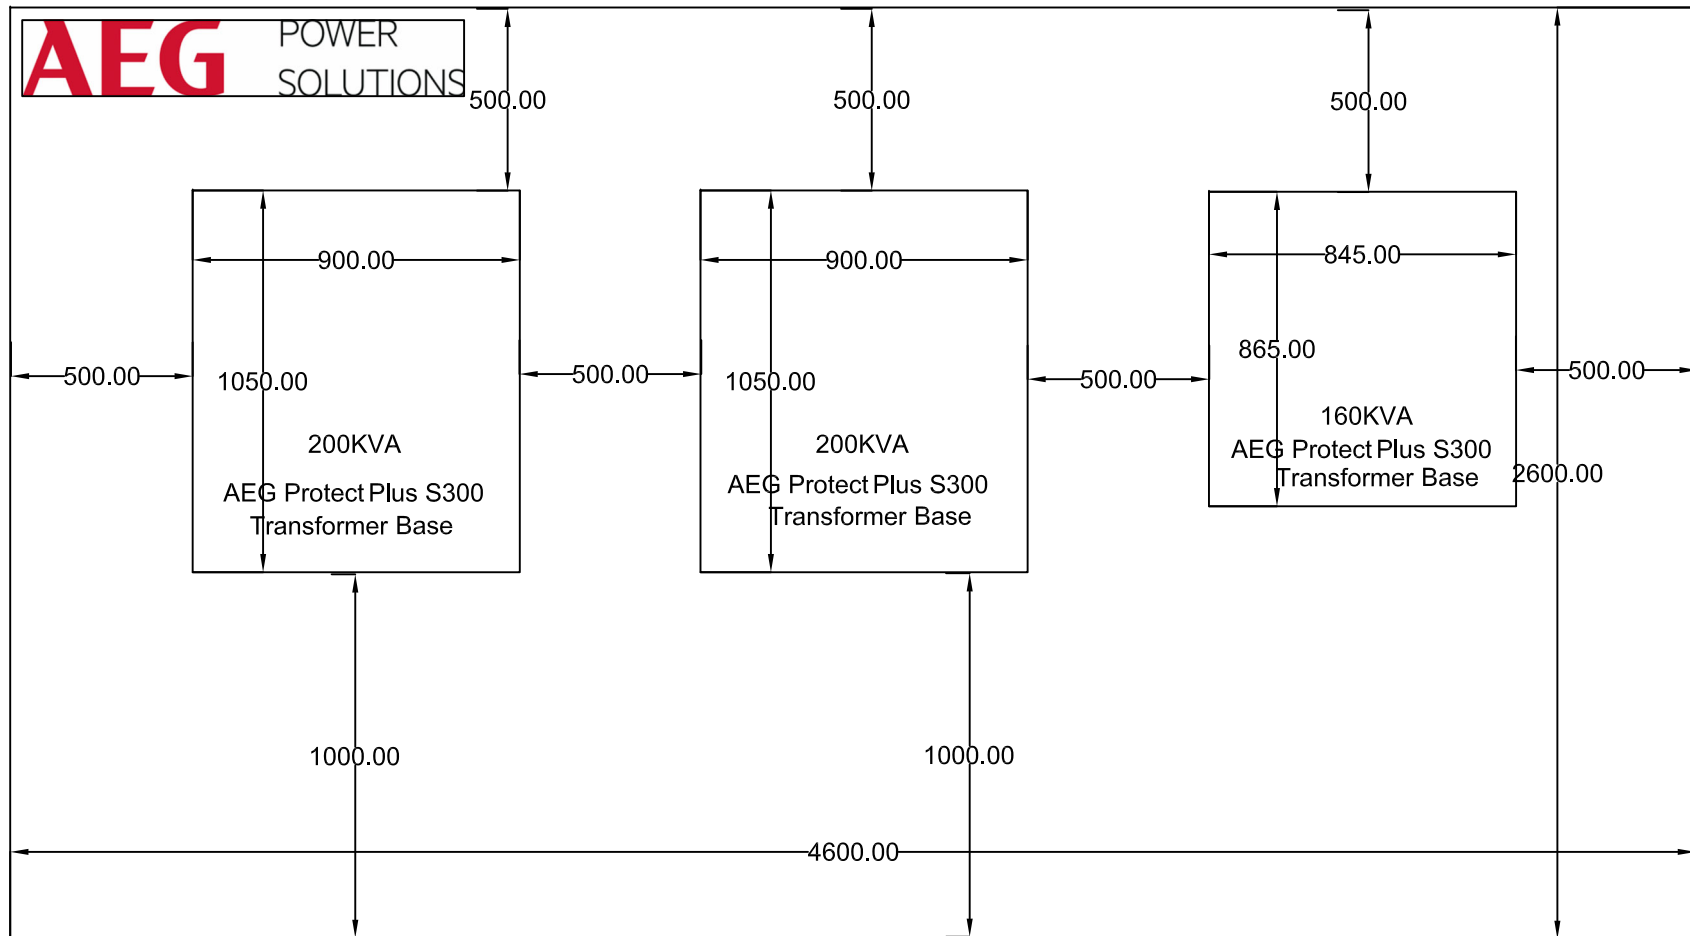 AEG
POWER
SOLUTIONS
500.00
500.00
500.00
900.00
900.00
845.00
865.00
500.00
1050.00
500.00
1050.00
500.00
500.00
200KVA
AEG Protect Plus S300
Transformer Base
200KVA
AEG Protect Plus S300
Transformer Base
160KVA
AEG Protect Plus S300
Transformer Base
2600.00
1000.00
1000.00
4600.00